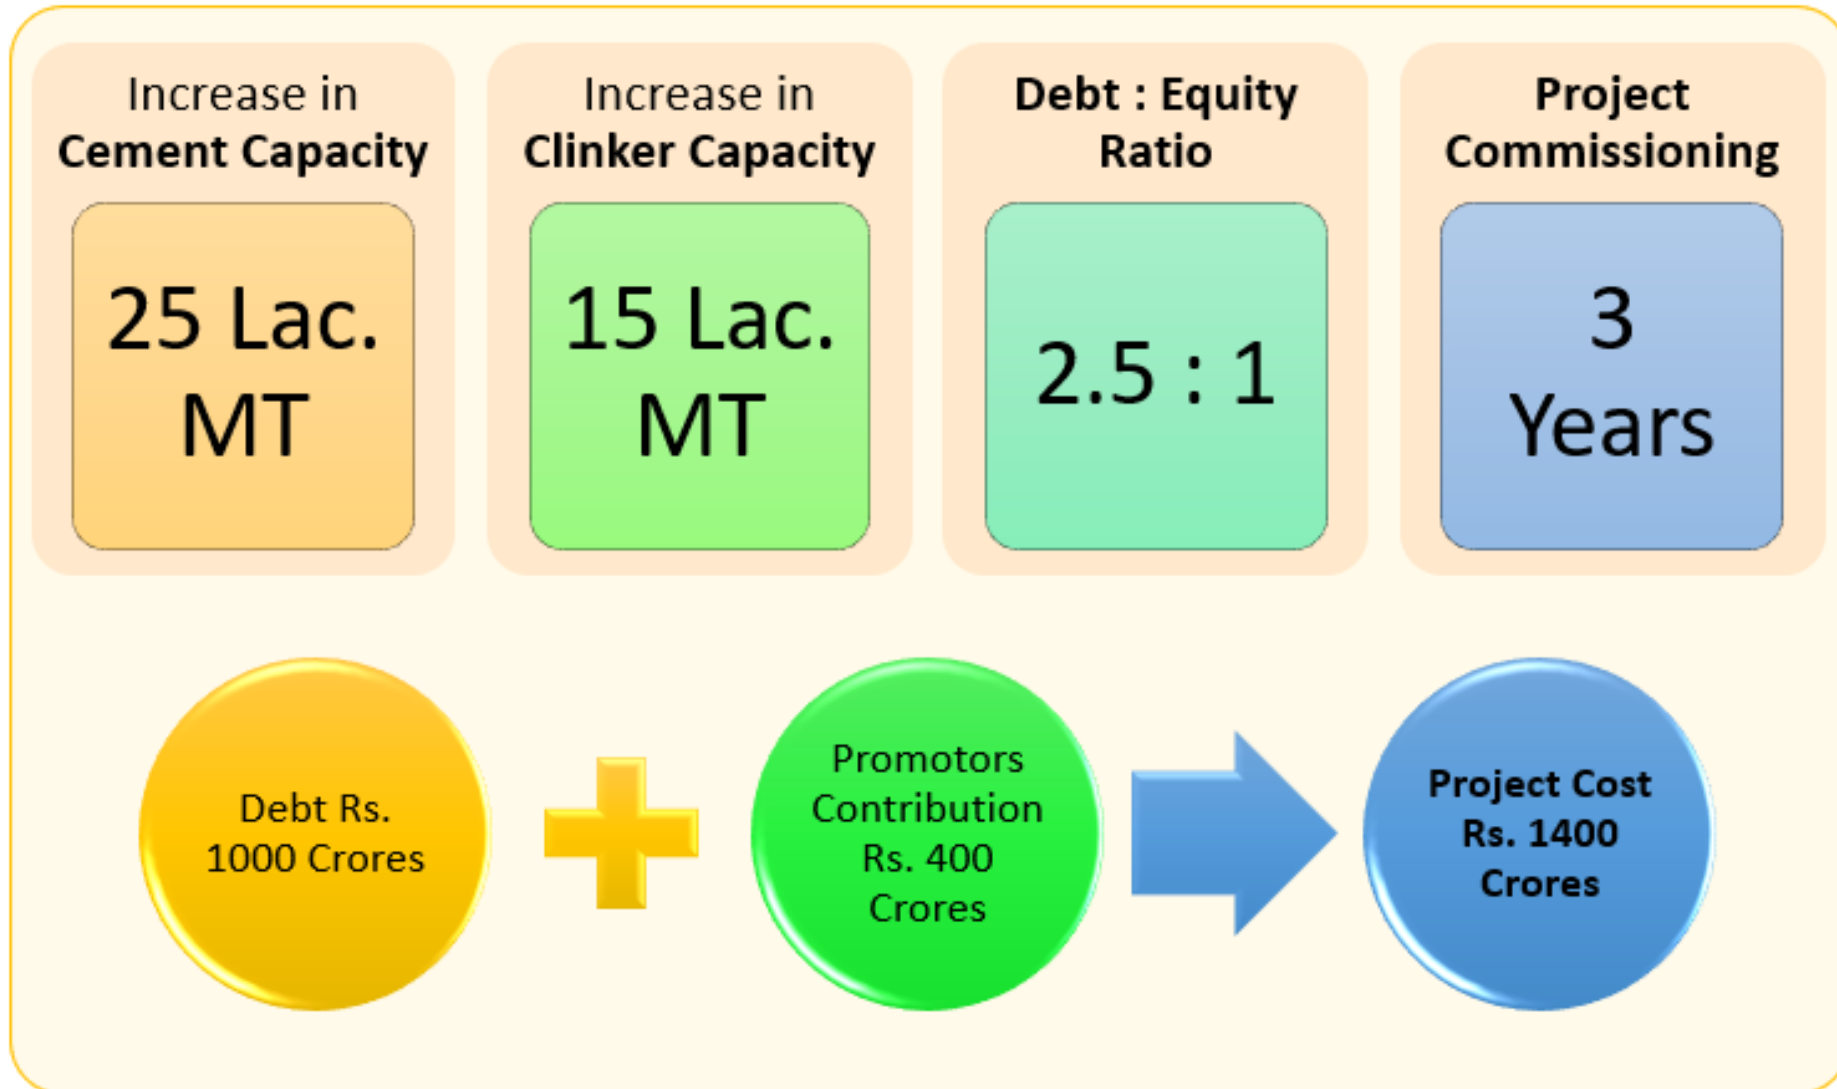 Increase in
Cement Capacity
25 Lac.
MT
Increase in
Clinker Capacity
15 Lac.
MT
Debt : Equity
Ratio
2.5 : 1
Project
Commissioning
3
Years
Debt Rs.
1000 Crores
Promotors
Contribution
Rs. 400
Crores
Project Cost
Rs. 1400
Crores